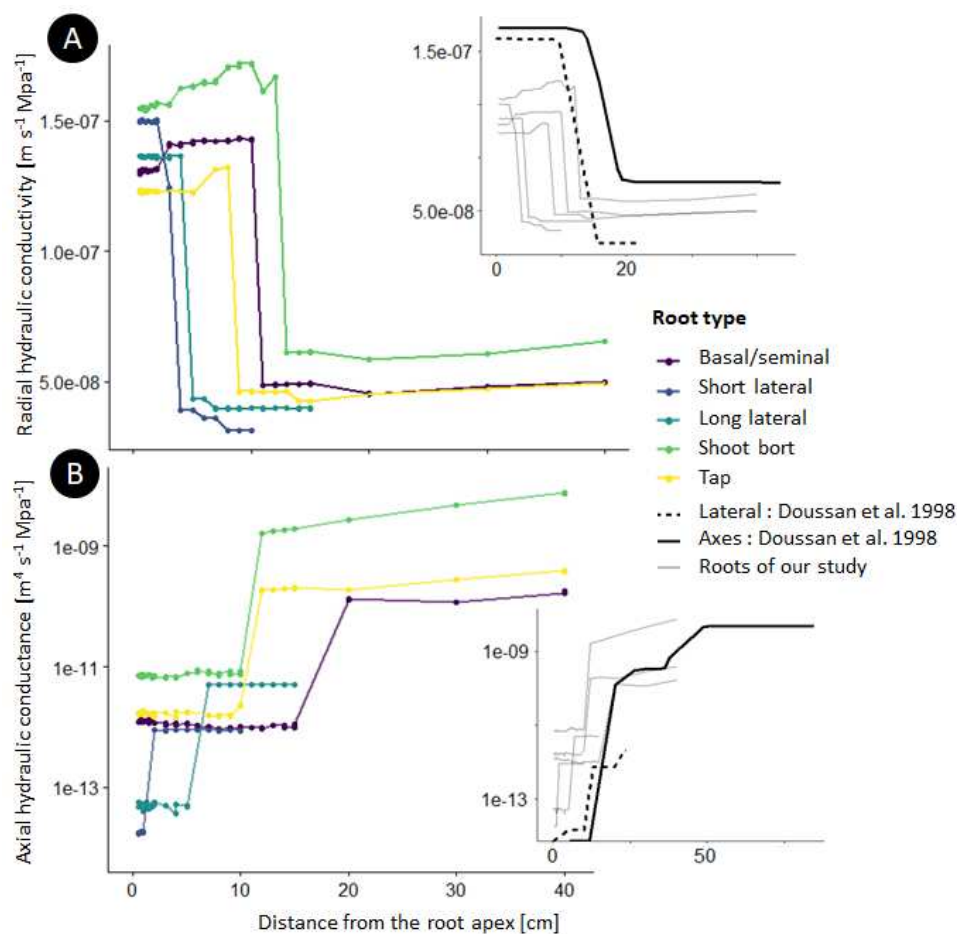 A
Radial hydraulic conductivity [m s-1 Mpa-1]
1.5e-07
1.0e-07
5.0e-08
1.5e-07
5.0e-08
0
20
Root type
Basal/seminal
Short lateral
Long lateral
Shoot bort
Tap
Lateral : Doussan et al. 1998
Axes : Doussan et al. 1998
Roots of our study
B
Axial hydraulic conductance [m4 s-1 Mpa-1]
1e-09
1e-11
1e-13
1e-09
1e-13
0
50
0
10
20
30
40
Distance from the root apex [cm]